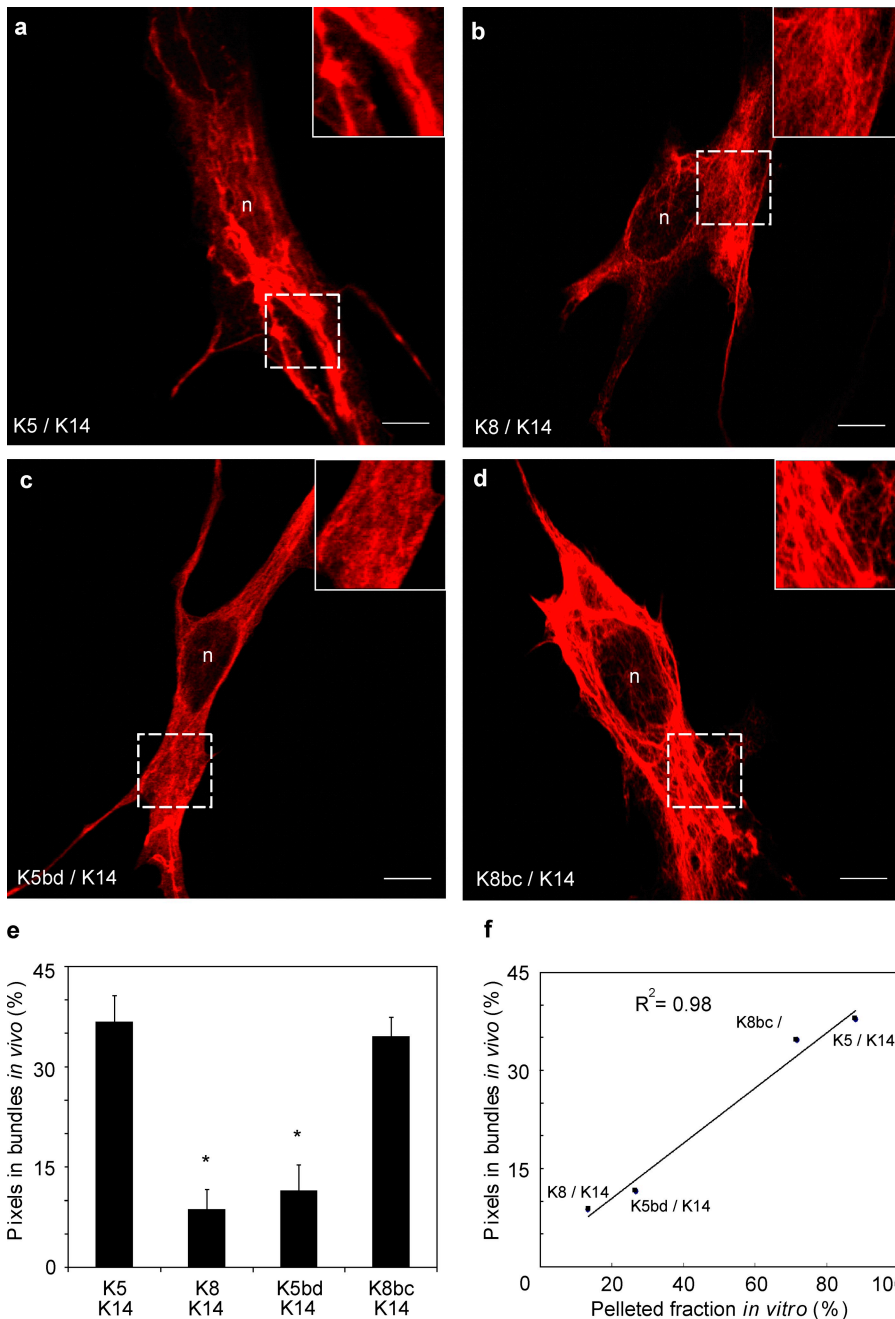 a
n
K5 / K14
b
n
K8 / K14
c
n
K5bd / K14
d
n
K8bc / K14
e
Pixels in bundles in vivo (%)
45
30
15
0
K5
K14
K8
K14
K5bd
K14
K8bc
K14
*
*
f
Pixels in bundles in vivo (%)
45
30
15
0
20
40
60
80
100
R2= 0.98
K8bc /
K5 / K14
K8 / K14
K5bd / K14
Pelleted fraction in vitro (%)